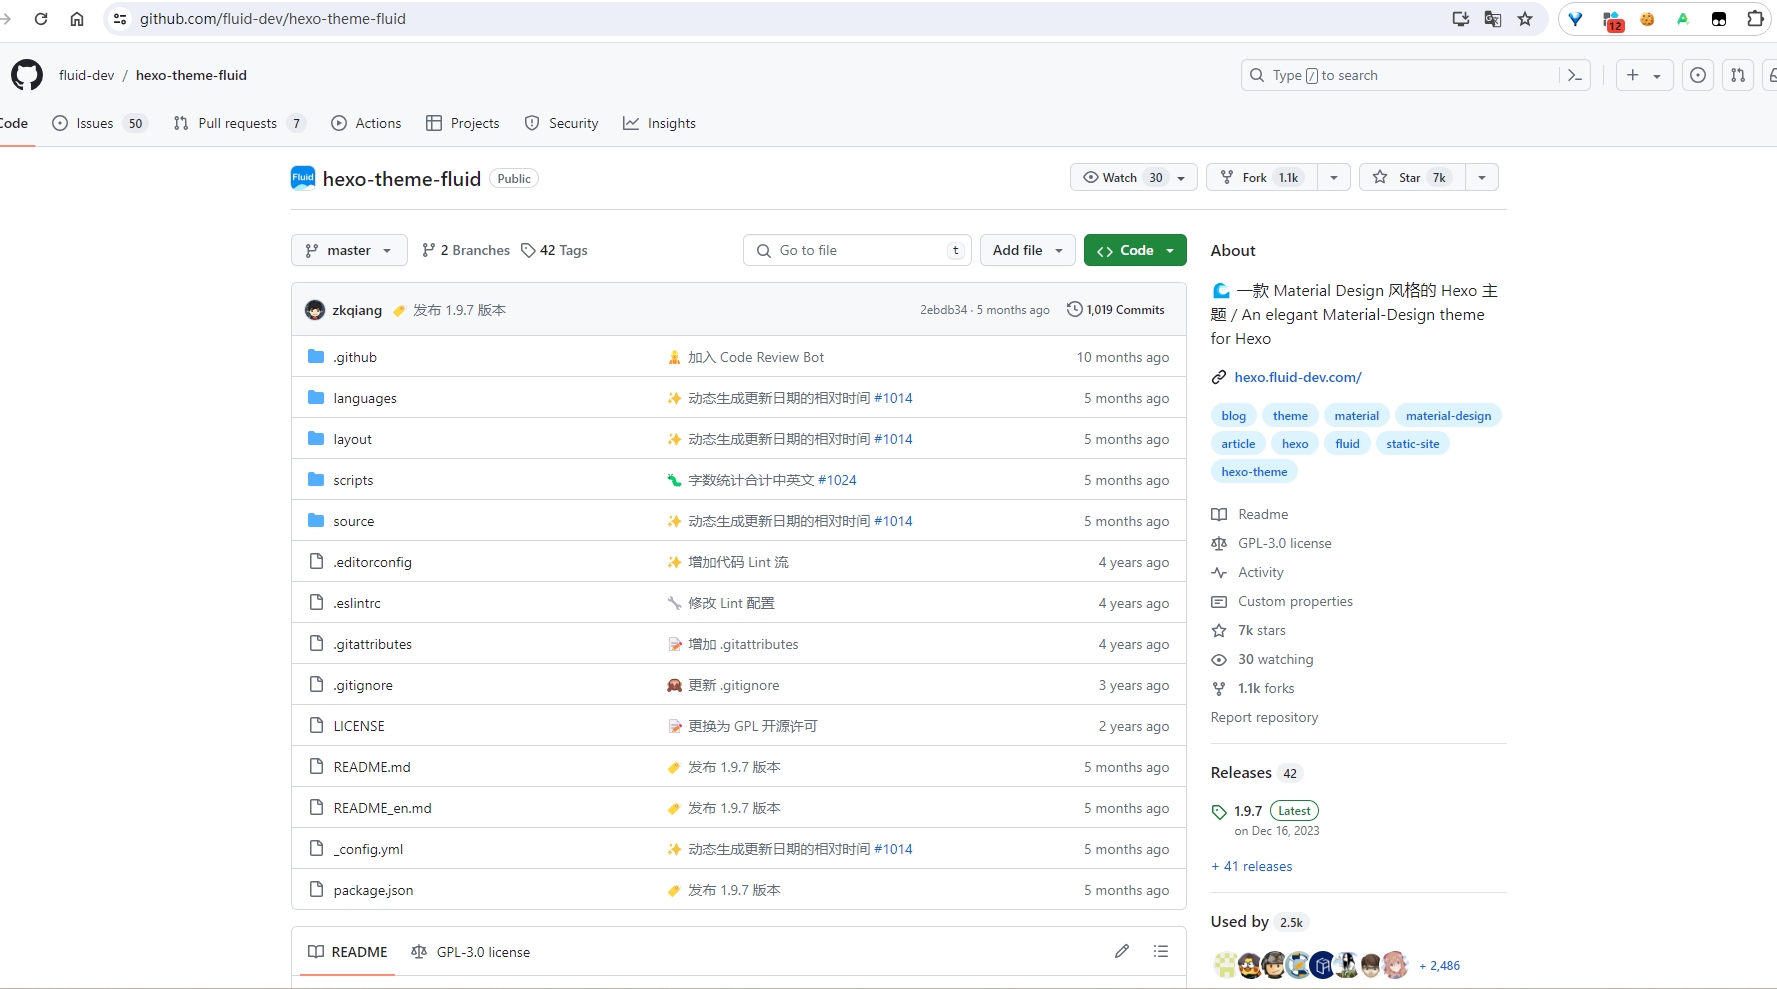 github.com/fluid-dev/hexo-theme-fluid
12
fluid-dev / hexo-theme-fluid
Type / to search
Code Issues 50 Pull requests 7 Actions Projects Security Insights
Fluid hexo-theme-fluid Public
Watch 30 Fork 1.1k Star 7k
master 2 Branches 42 Tags Go to file t Add file Code
zkqiang 发布 1.9.7 版本 2ebdb34 · 5 months ago 1,019 Commits
.github 加入 Code Review Bot 10 months ago
languages 动态生成更新日期的相对时间 #1014 5 months ago
layout 动态生成更新日期的相对时间 #1014 5 months ago
scripts 字数统计合计中英文 #1024 5 months ago
source 动态生成更新日期的相对时间 #1014 5 months ago
.editorconfig 增加代码 Lint 流 4 years ago
.eslintrc 修改 Lint 配置 4 years ago
.gitattributes 增加 .gitattributes 4 years ago
.gitignore 更新 .gitignore 3 years ago
LICENSE 更换为 GPL 开源许可 2 years ago
README.md 发布 1.9.7 版本 5 months ago
README_en.md 发布 1.9.7 版本 5 months ago
_config.yml 动态生成更新日期的相对时间 #1014 5 months ago
package.json 发布 1.9.7 版本 5 months ago
README GPL-3.0 license
About
一款 Material Design 风格的 Hexo 主
题 / An elegant Material-Design theme
for Hexo
hexo.fluid-dev.com/
blog theme material material-design
article hexo fluid static-site
hexo-theme
Readme
GPL-3.0 license
Activity
Custom properties
7k stars
30 watching
1.1k forks
Report repository
Releases 42
1.9.7 Latest
on Dec 16, 2023
+ 41 releases
Used by 2.5k
+ 2,486